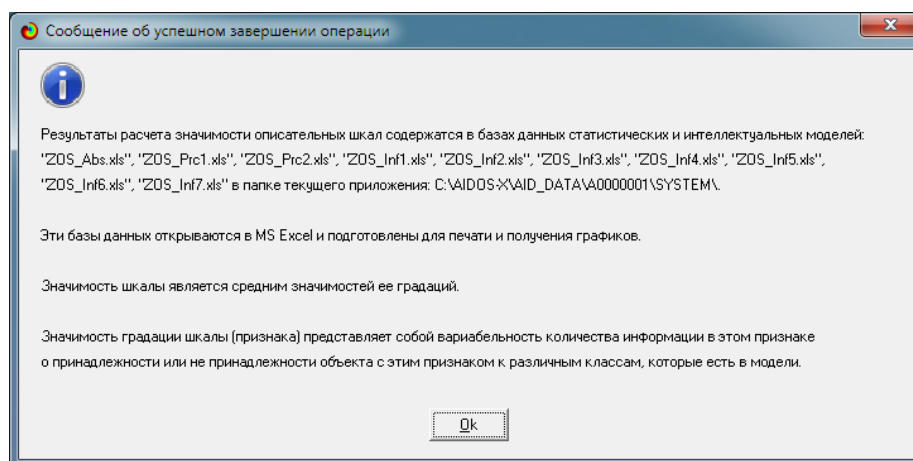 Сообщение об успешном завершении операции
Результаты расчета значимости описательных шкал содержатся в базах данных статистических и интеллектуальных моделей:
"ZOS_Abs.xls", "ZOS_Prc1.xls", "ZOS_Prc2.xls", "ZOS_Inf1.xls", "ZOS_Inf2.xls", "ZOS_Inf3.xls", "ZOS_Inf4.xls", "ZOS_Inf5.xls",
"ZOS_Inf6.xls", "ZOS_Inf7.xls" в папке текущего приложения: C:\AIDOS-X\AID_DATA\A0000001\SYSTEM\.
Эти базы данных открываются в MS Excel и подготовлены для печати и получения графиков.
Значимость шкалы является средним значимостей ее градаций.
Значимость градации шкалы (признака) представляет собой вариабельность количества информации в этом признаке
о принадлежности или не принадлежности объекта с этим признаком к различным классам, которые есть в модели.
Ok